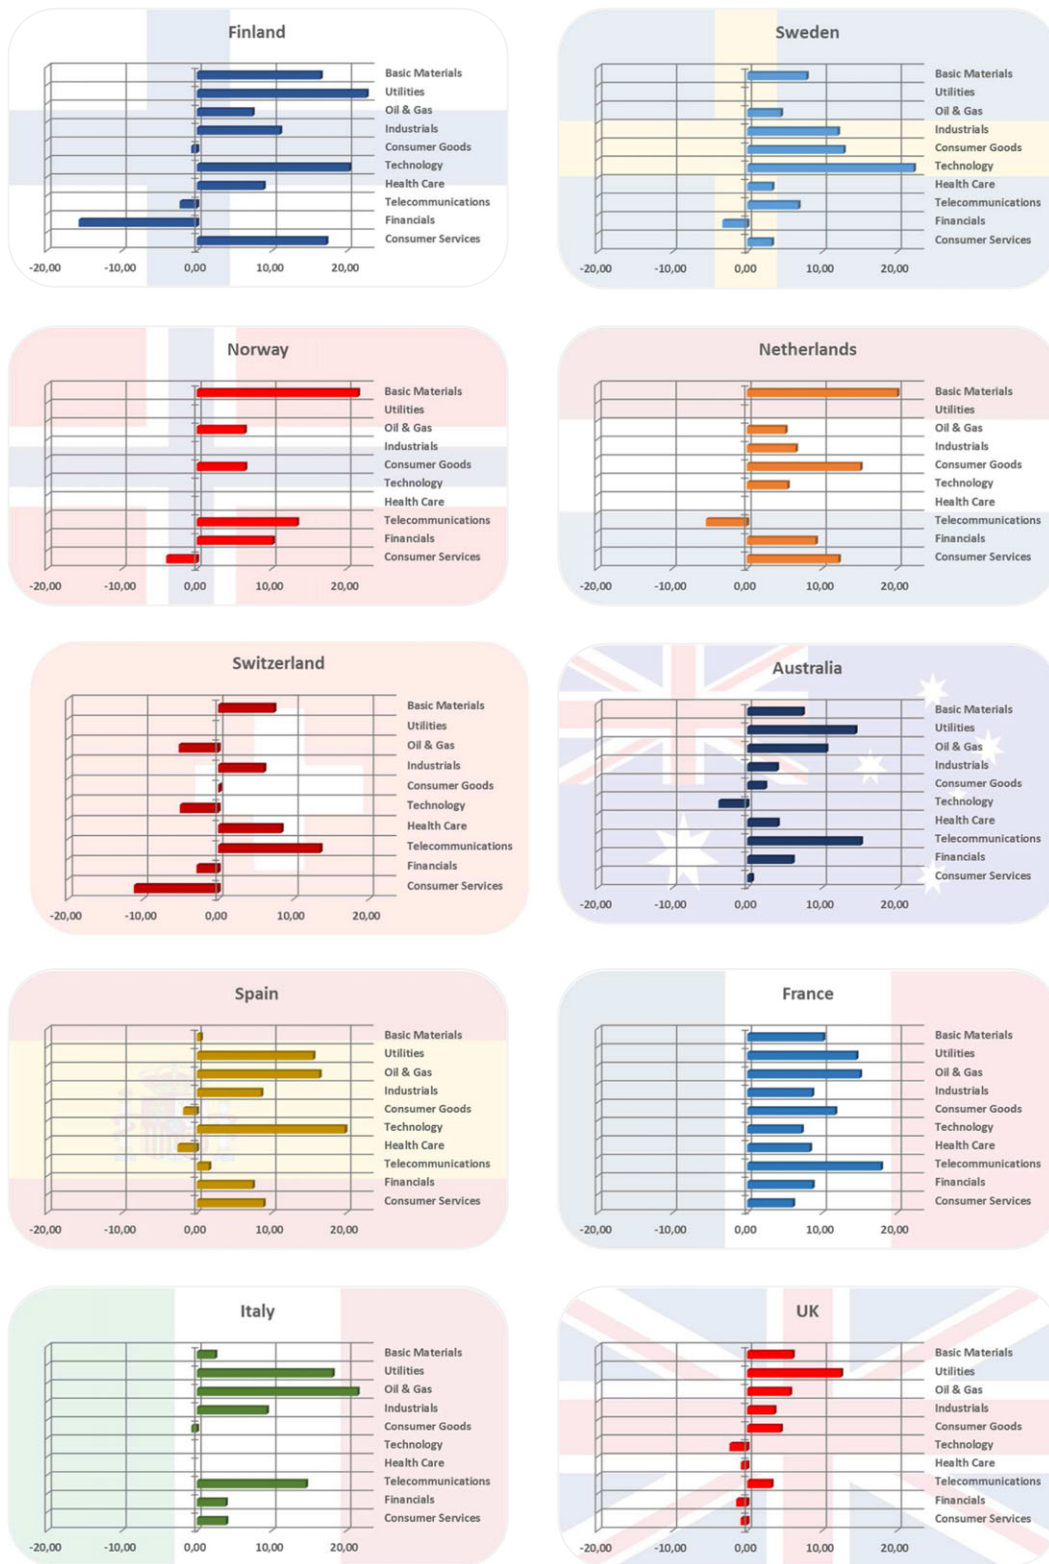 Finland
Basic Materials
Utilities
Oil & Gas
Industrials
Consumer Goods
Technology
Health Care
Telecommunications
Financials
Consumer Services
-20,00 -10,00 0,00 10,00 20,00
Sweden
Basic Materials
Utilities
Oil & Gas
Industrials
Consumer Goods
Technology
Health Care
Telecommunications
Financials
Consumer Services
-20,00 -10,00 0,00 10,00 20,00
Norway
Basic Materials
Utilities
Oil & Gas
Industrials
Consumer Goods
Technology
Health Care
Telecommunications
Financials
Consumer Services
-20,00 -10,00 0,00 10,00 20,00
Netherlands
Basic Materials
Utilities
Oil & Gas
Industrials
Consumer Goods
Technology
Health Care
Telecommunications
Financials
Consumer Services
-20,00 -10,00 0,00 10,00 20,00
Switzerland
Basic Materials
Utilities
Oil & Gas
Industrials
Consumer Goods
Technology
Health Care
Telecommunications
Financials
Consumer Services
-20,00 -10,00 0,00 10,00 20,00
Australia
Basic Materials
Utilities
Oil & Gas
Industrials
Consumer Goods
Technology
Health Care
Telecommunications
Financials
Consumer Services
-20,00 -10,00 0,00 10,00 20,00
Spain
Basic Materials
Utilities
Oil & Gas
Industrials
Consumer Goods
Technology
Health Care
Telecommunications
Financials
Consumer Services
-20,00 -10,00 0,00 10,00 20,00
France
Basic Materials
Utilities
Oil & Gas
Industrials
Consumer Goods
Technology
Health Care
Telecommunications
Financials
Consumer Services
-20,00 -10,00 0,00 10,00 20,00
Italy
Basic Materials
Utilities
Oil & Gas
Industrials
Consumer Goods
Technology
Health Care
Telecommunications
Financials
Consumer Services
-20,00 -10,00 0,00 10,00 20,00
UK
Basic Materials
Utilities
Oil & Gas
Industrials
Consumer Goods
Technology
Health Care
Telecommunications
Financials
Consumer Services
-20,00 -10,00 0,00 10,00 20,00